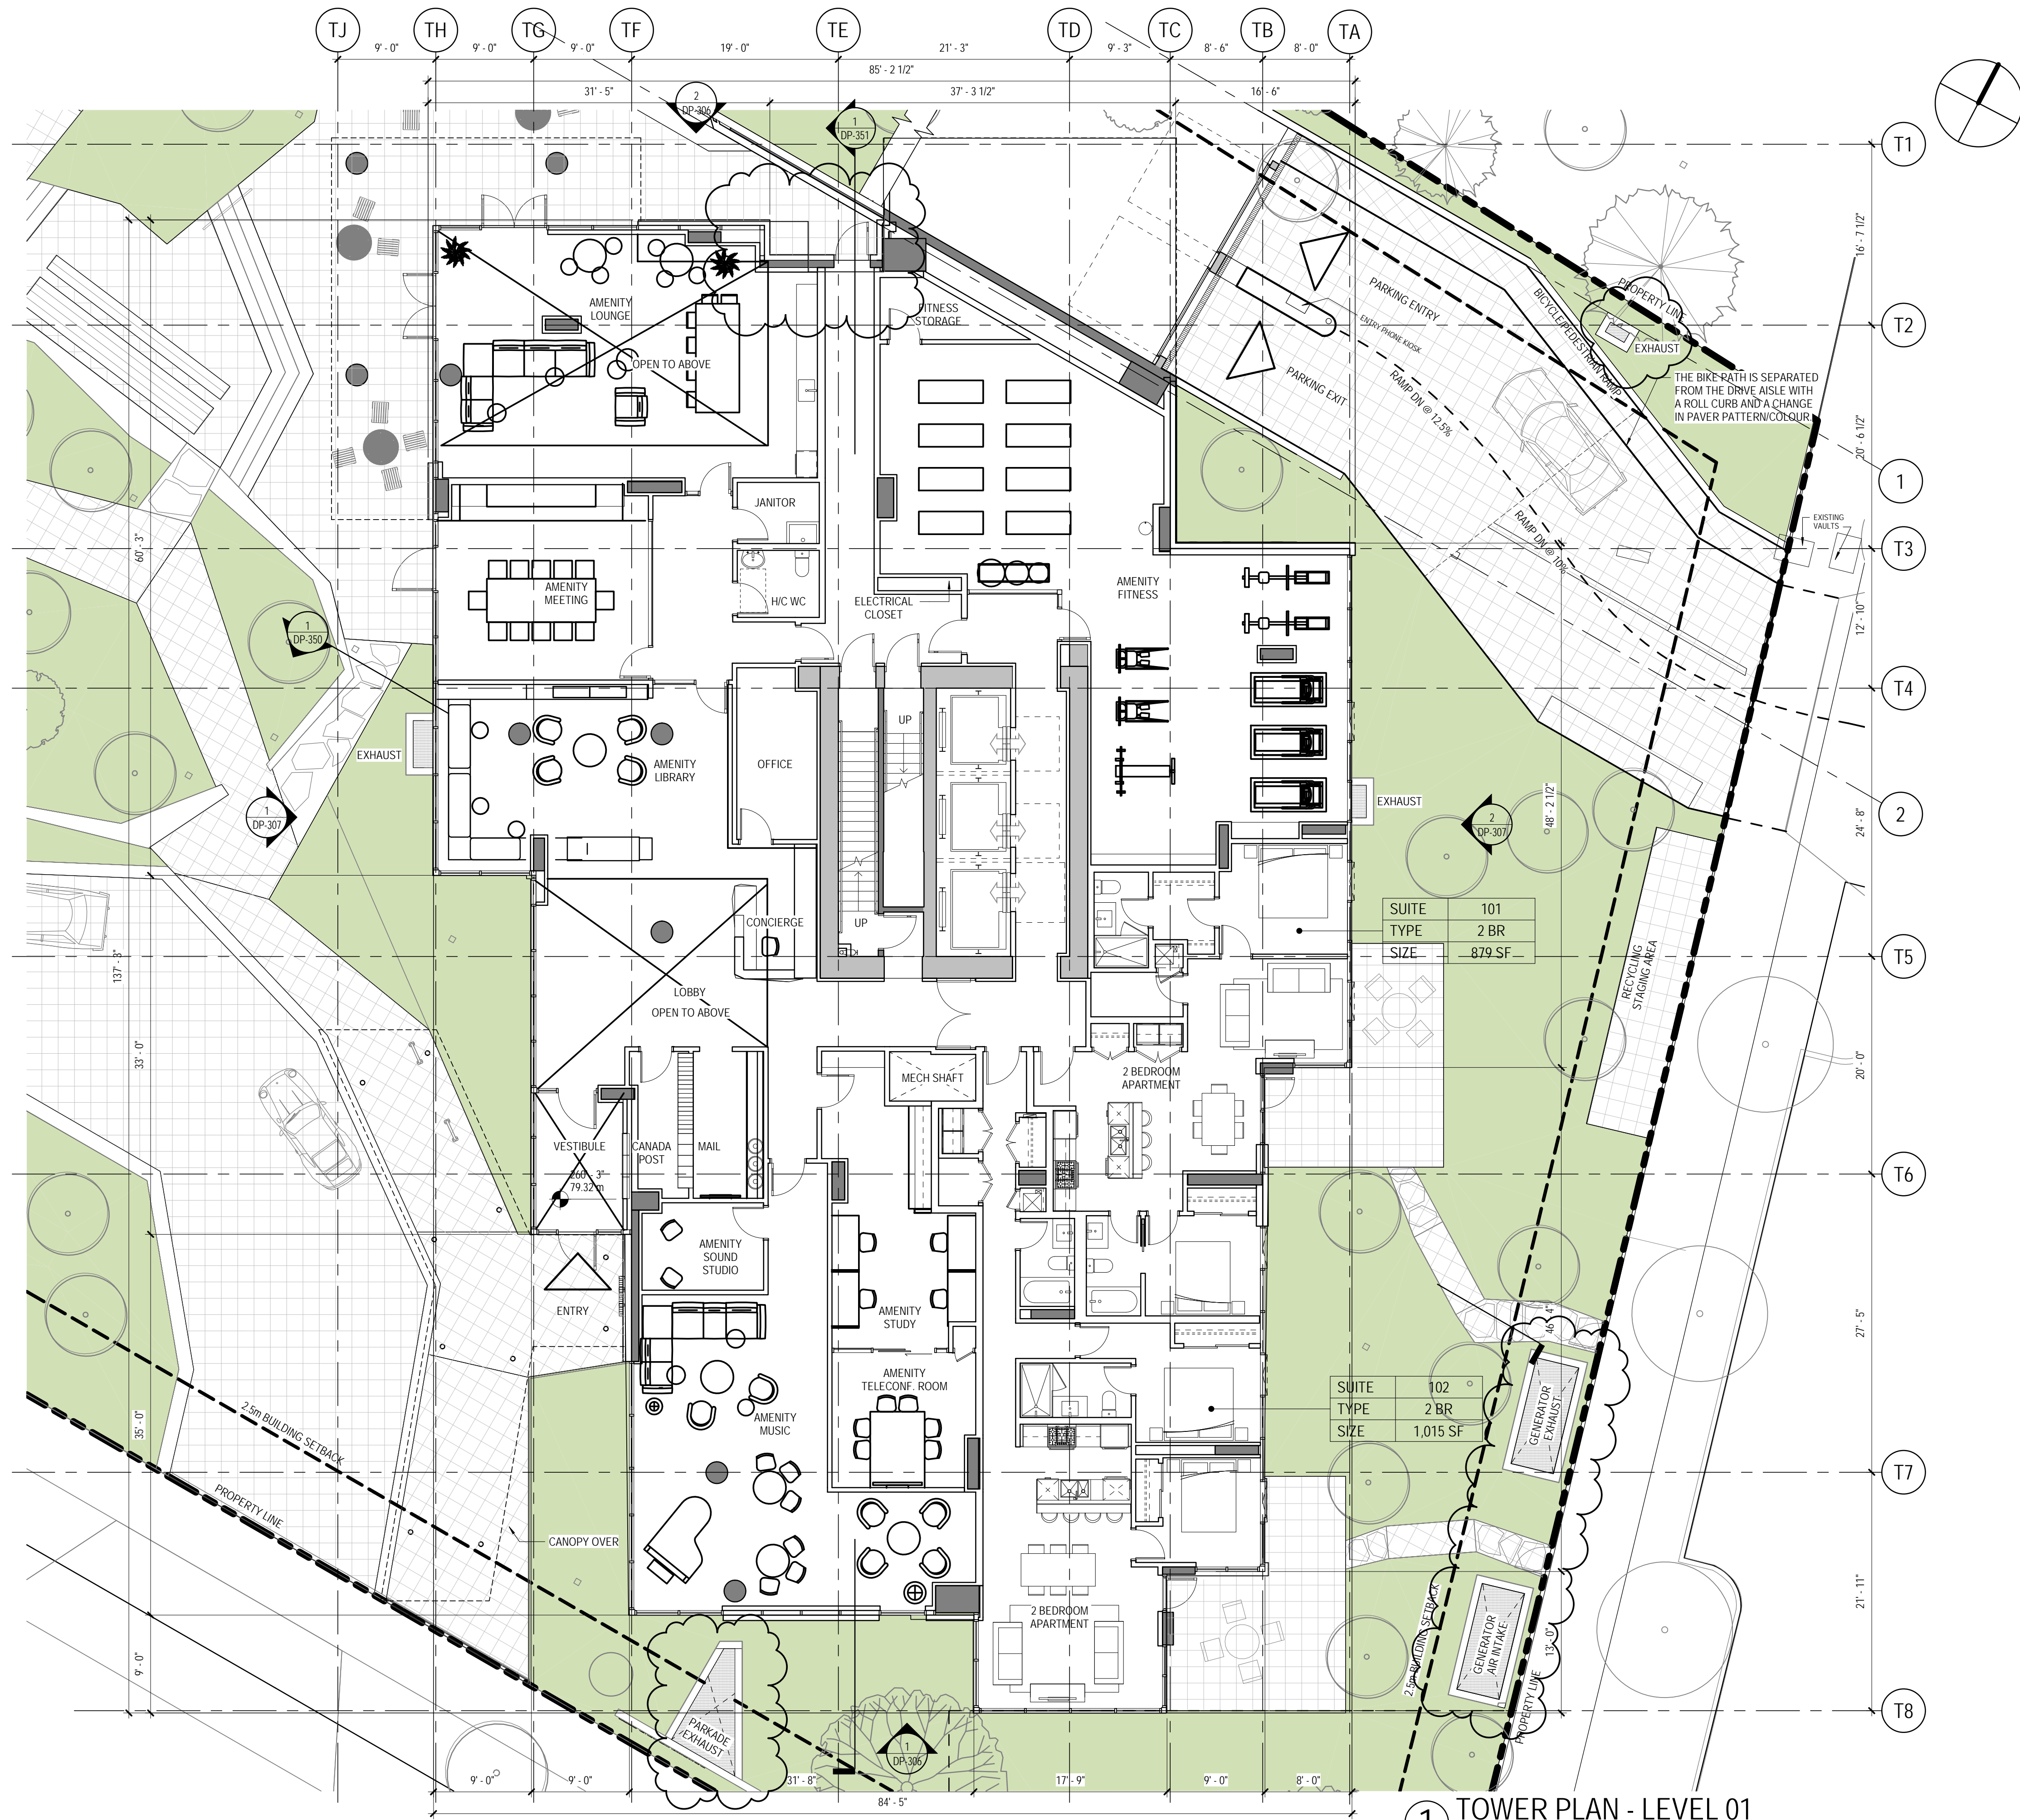 TJ
TH
TG
TF
TE
TD
TC
TB
TA
9' - 0"
9' - 0"
9' - 0"
19' - 0"
21' - 3"
9' - 3"
8' - 6"
8' - 0"
85' - 2 1/2"
31' - 5"
37' - 3 1/2"
16' - 6"
2
DP-306
1
DP-351
T1
16' - 7 1/2"
T2
20' - 6 1/2"
1
T3
12' - 10"
T4
24' - 8"
2
T5
20' - 0"
T6
27' - 5"
T7
21' - 11"
T8
AMENITY
LOUNGE
OPEN TO ABOVE
FITNESS
STORAGE
PARKING ENTRY
ENTRY PHONE KIOSK
PARKING EXIT
RAMP DN @ 12.5%
RAMP DN @ 10%
BICYCLE/PEDESTRIAN RAMP
PROPERTY LINE
EXHAUST
THE BIKE PATH IS SEPARATED
FROM THE DRIVE AISLE WITH
A ROLL CURB AND A CHANGE
IN PAVER PATTERN/COLOUR
EXISTING
VAULTS
JANITOR
H/C WC
AMENITY
MEETING
ELECTRICAL
CLOSET
AMENITY
FITNESS
60' - 3"
137' - 3"
33' - 0"
35' - 0"
9' - 0"
1
DP-350
1
DP-307
EXHAUST
AMENITY
LIBRARY
OFFICE
UP
UP
EXHAUST
48' - 2 1/2"
2
DP-307
CONCIERGE
LOBBY
OPEN TO ABOVE
SUITE 101
TYPE 2 BR
SIZE 879 SF
RECYCLING
STAGING AREA
MECH SHAFT
2 BEDROOM
APARTMENT
VESTIBULE
260' - 3"
79.32 m
CANADA
POST
MAIL
AMENITY
SOUND
STUDIO
ENTRY
AMENITY
STUDY
AMENITY
TELECONF. ROOM
AMENITY
MUSIC
46' - 4"
SUITE 102
TYPE 2 BR
SIZE 1,015 SF
GENERATOR
EXHAUST
2.5m BUILDING SETBACK
PROPERTY LINE
CANOPY OVER
2 BEDROOM
APARTMENT
2.5m BUILDING SETBACK
GENERATOR
AIR INTAKE
13' - 0"
PROPERTY LINE
PARKADE
EXHAUST
1
DP-306
9' - 0"
9' - 0"
31' - 8"
17' - 9"
9' - 0"
8' - 0"
84' - 5"
1
TOWER PLAN - LEVEL 01